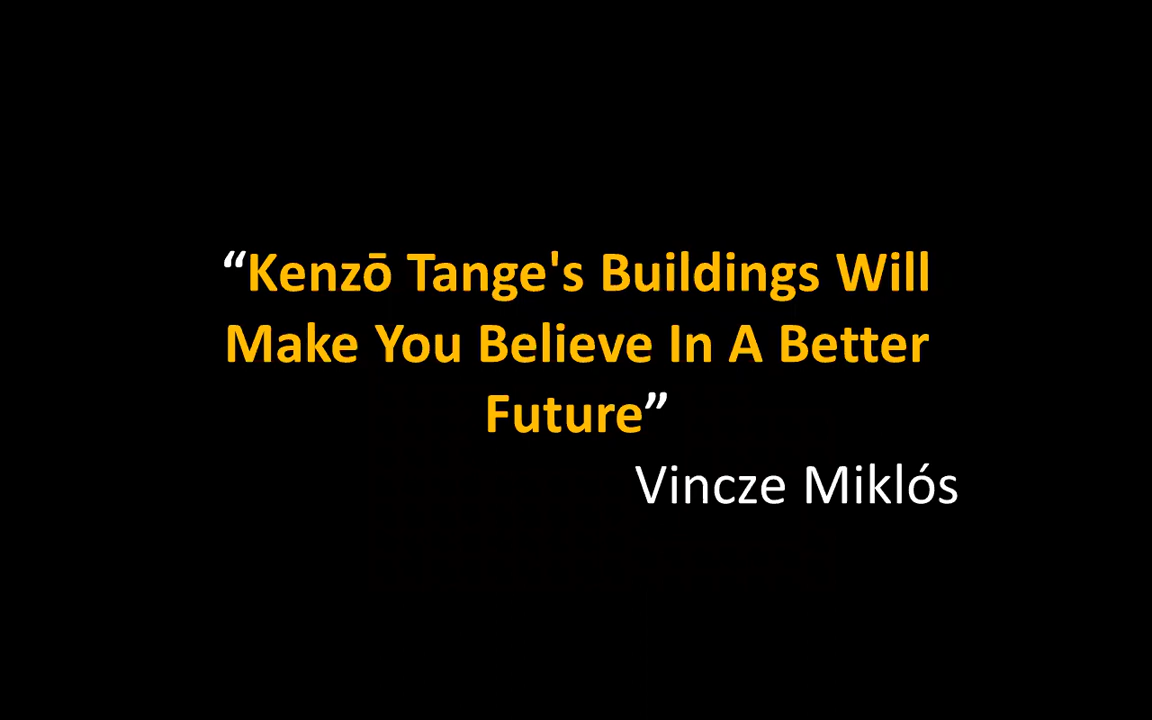 “Kenzō Tange's Buildings Will
Make You Believe In A Better
Future”
Vincze Miklós